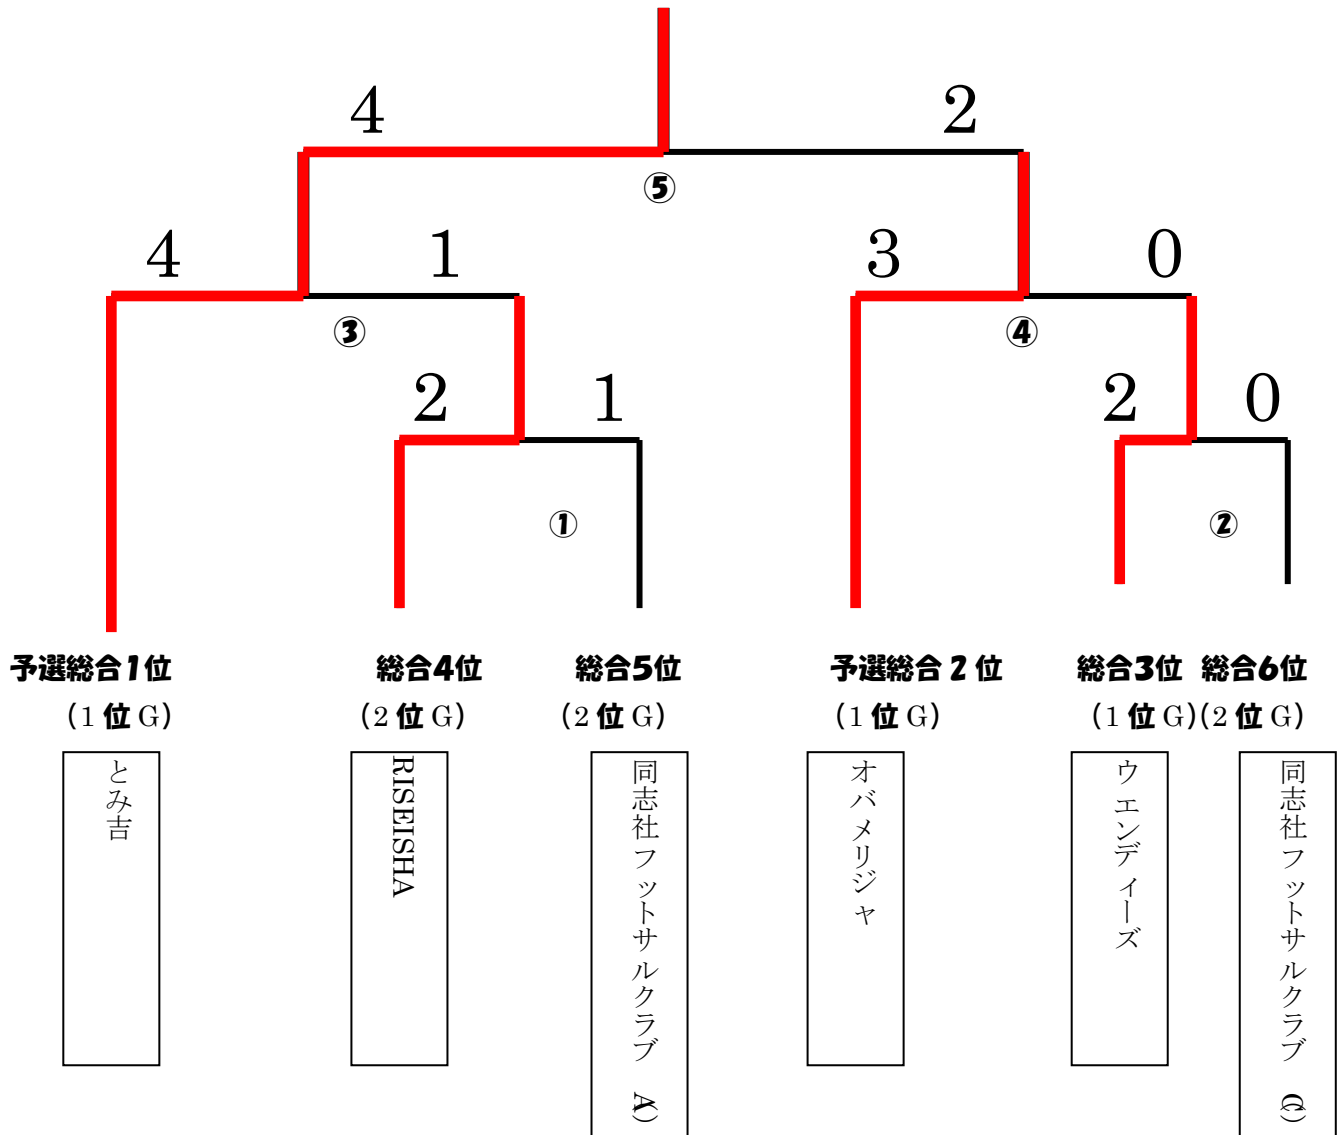 4 2
⑤
4 1 3 0
③ ④
2 1 2 0
① ②
予選総合1位 総合4位 総合5位 予選総合2位 総合3位 総合6位
(1位G) (2位G) (2位G) (1位G) (1位G)(2位G)
とみ吉
RISEISHA
同志社フットサルクラブ A)
オバメリジャ
ウエンディーズ
同志社フットサルクラブ C)